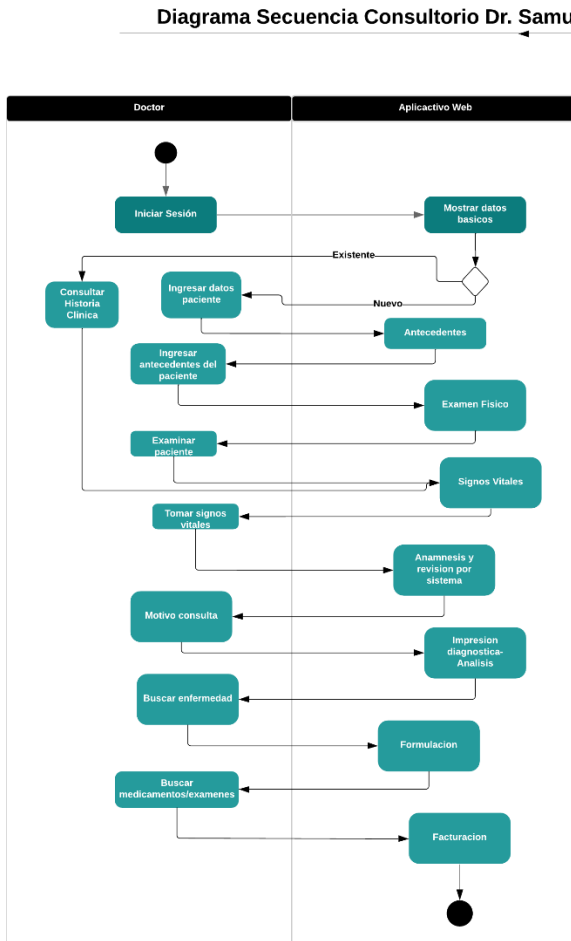 Diagrama Secuencia Consultorio Dr. Samu
Doctor
Aplicactivo Web
Iniciar Sesión
Mostrar datos
basicos
Existente
Consultar
Historia
Clinica
Ingresar datos
paciente
Nuevo
Antecedentes
Ingresar
antecedentes del
paciente
Examen Fisico
Examinar
paciente
Signos Vitales
Tomar signos
vitales
Anamnesis y
revision por
sistema
Motivo consulta
Impresion
diagnostica-
Analisis
Buscar enfermedad
Formulacion
Buscar
medicamentos/examenes
Facturacion